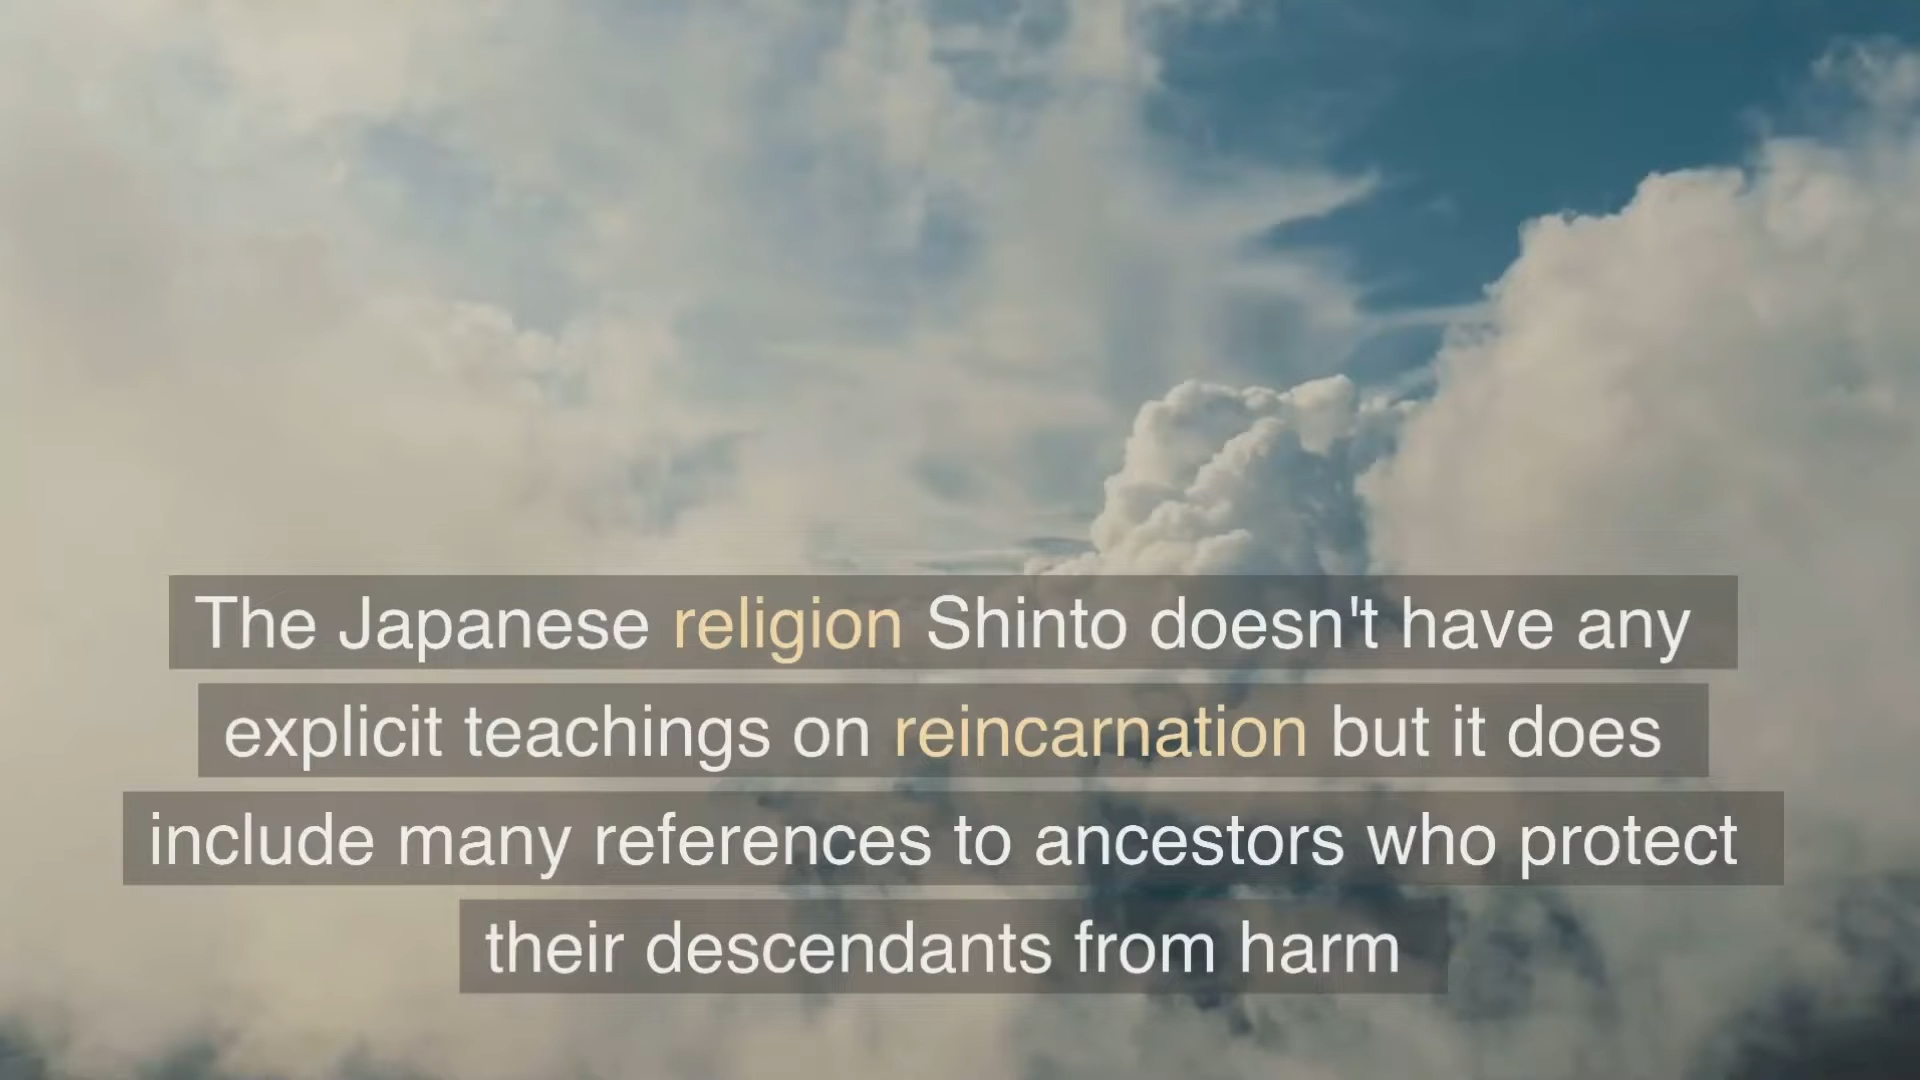 The Japanese religion Shinto doesn't have any
explicit teachings on reincarnation but it does
include many references to ancestors who protect
their descendants from harm